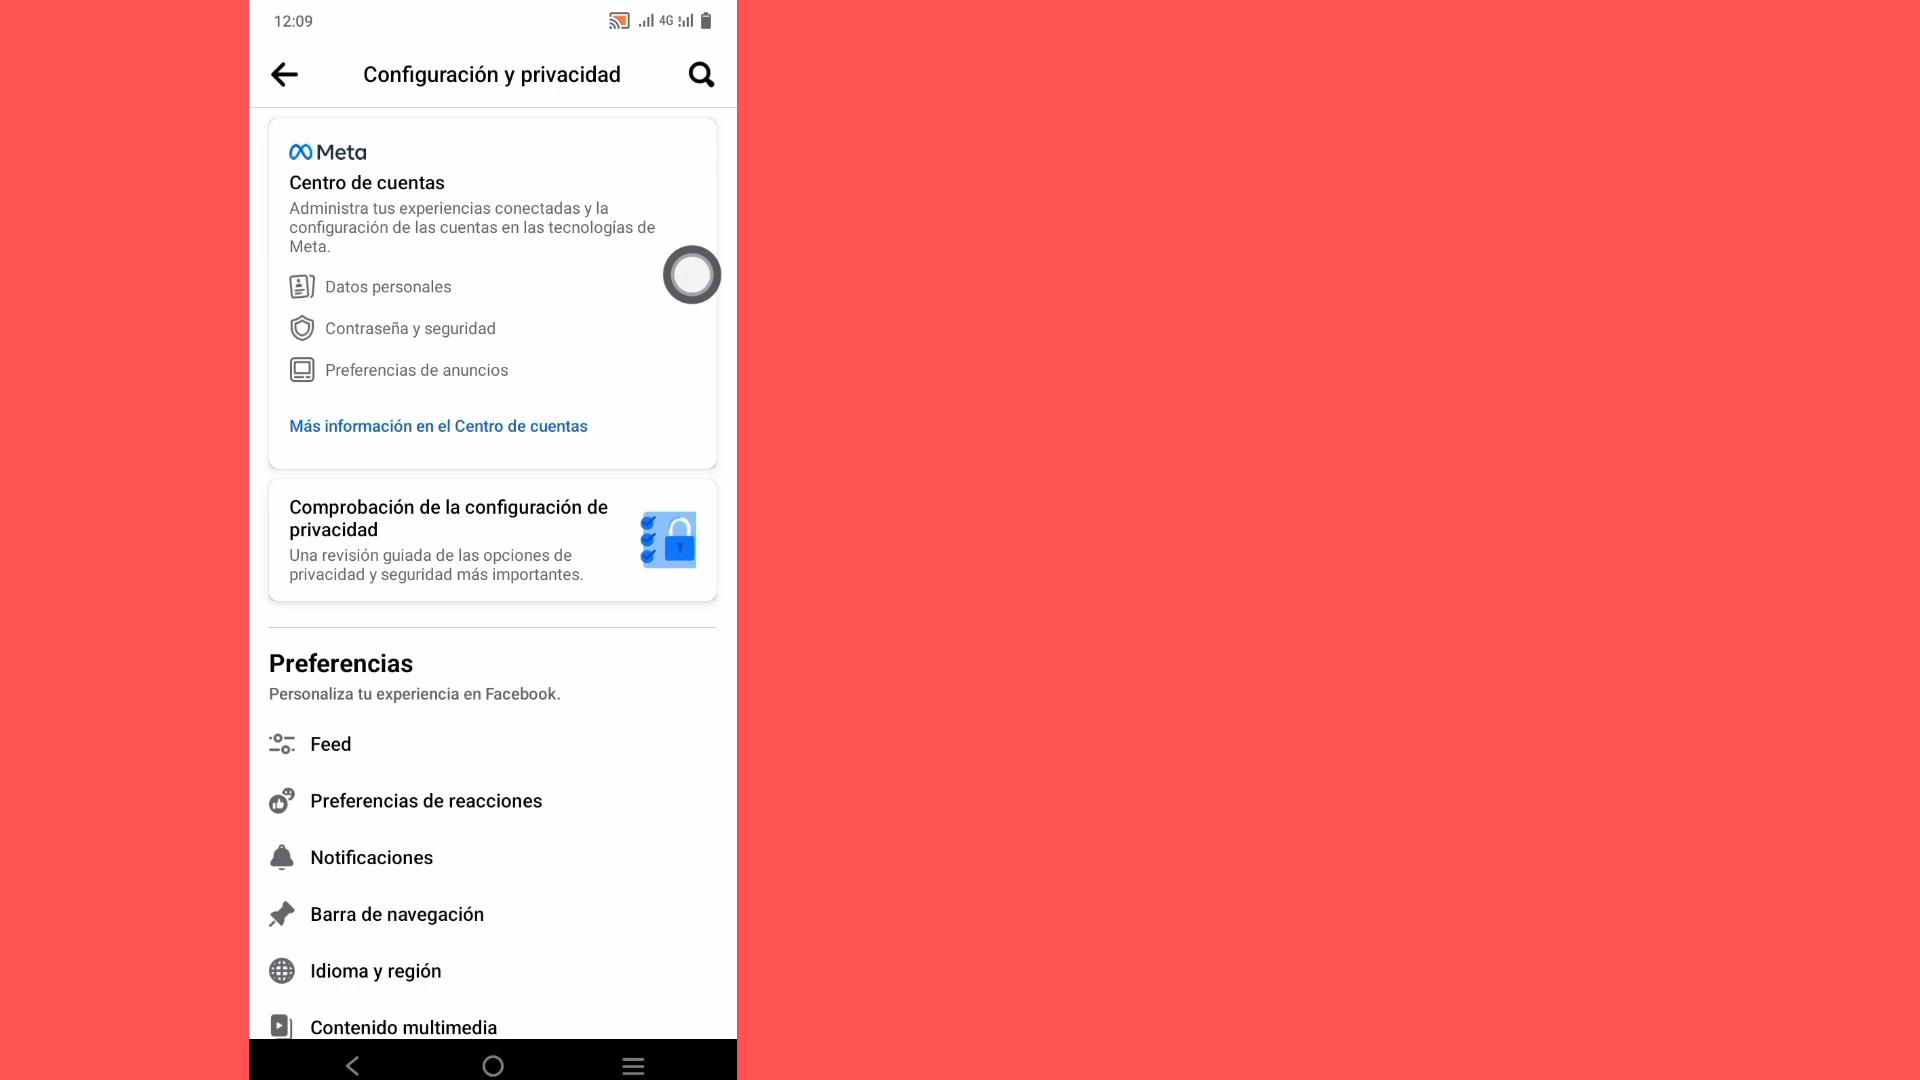 12:09
4G
Configuración y privacidad
Meta
Centro de cuentas
Administra tus experiencias conectadas y la
configuración de las cuentas en las tecnologías de
Meta.
Datos personales
Contraseña y seguridad
Preferencias de anuncios
Más información en el Centro de cuentas
Comprobación de la configuración de
privacidad
Una revisión guiada de las opciones de
privacidad y seguridad más importantes.
Preferencias
Personaliza tu experiencia en Facebook.
Feed
Preferencias de reacciones
Notificaciones
Barra de navegación
Idioma y región
Contenido multimedia